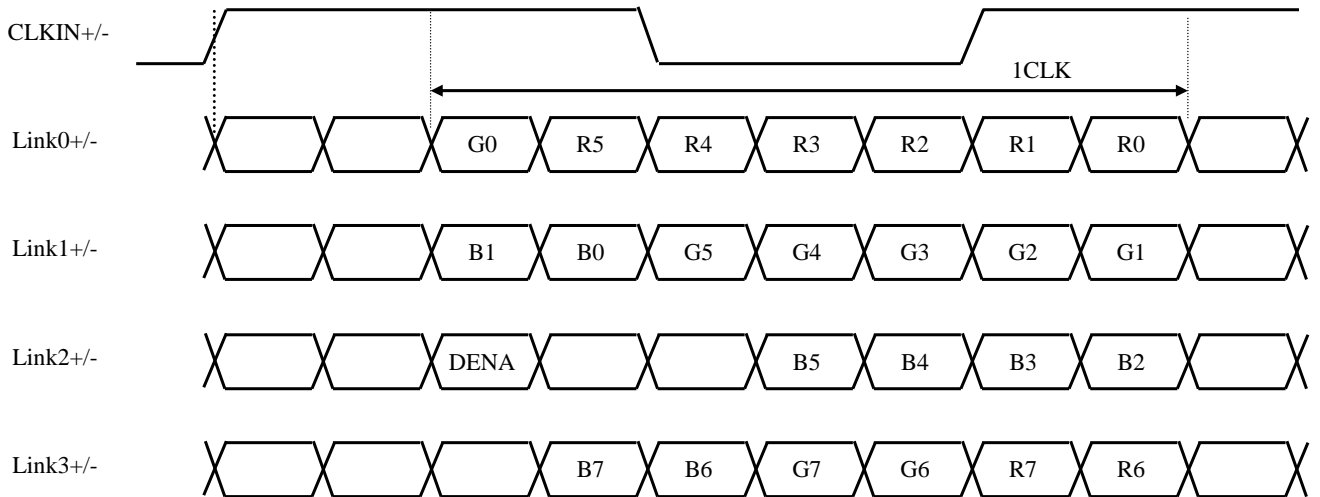 CLKIN+/-
1CLK
Link0+/- G0 R5 R4 R3 R2 R1 R0
Link1+/- B1 B0 G5 G4 G3 G2 G1
Link2+/- DENA B5 B4 B3 B2
Link3+/- B7 B6 G7 G6 R7 R6